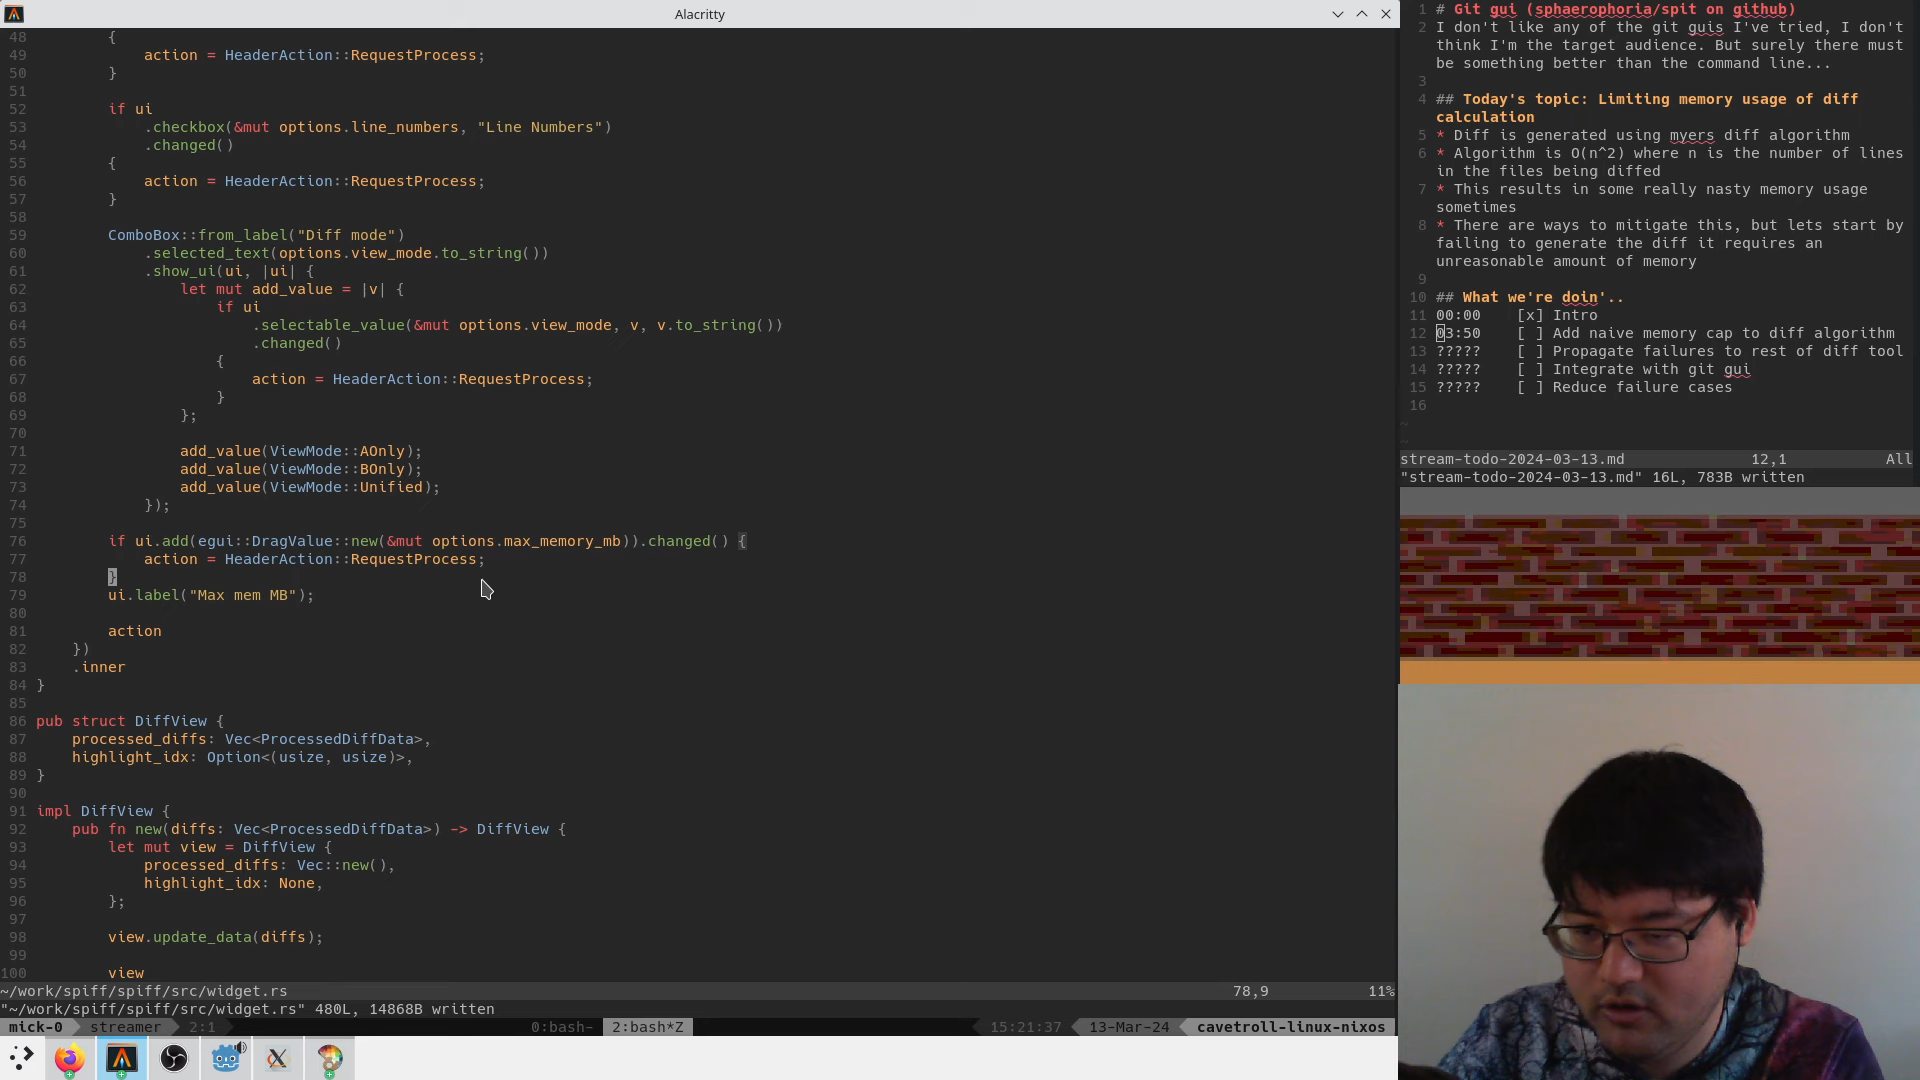 Alacritty
48         {
49             action = HeaderAction::RequestProcess;
50         }
51
52         if ui
53             .checkbox(&mut options.line_numbers, "Line Numbers")
54             .changed()
55         {
56             action = HeaderAction::RequestProcess;
57         }
58
59         ComboBox::from_label("Diff mode")
60             .selected_text(options.view_mode.to_string())
61             .show_ui(ui, |ui| {
62                 let mut add_value = |v| {
63                     if ui
64                         .selectable_value(&mut options.view_mode, v, v.to_string())
65                         .changed()
66                     {
67                         action = HeaderAction::RequestProcess;
68                     }
69                 };
70
71                 add_value(ViewMode::AOnly);
72                 add_value(ViewMode::BOnly);
73                 add_value(ViewMode::Unified);
74             });
75
76         if ui.add(egui::DragValue::new(&mut options.max_memory_mb)).changed() {
77             action = HeaderAction::RequestProcess;
78         }
79         ui.label("Max mem MB");
80
81         action
82     })
83     .inner
84 }
85
86 pub struct DiffView {
87     processed_diffs: Vec<ProcessedDiffData>,
88     highlight_idx: Option<(usize, usize)>,
89 }
90
91 impl DiffView {
92     pub fn new(diffs: Vec<ProcessedDiffData>) -> DiffView {
93         let mut view = DiffView {
94             processed_diffs: Vec::new(),
95             highlight_idx: None,
96         };
97
98         view.update_data(diffs);
99
100         view
~/work/spiff/spiff/src/widget.rs 78,9 11%
"~/work/spiff/spiff/src/widget.rs" 480L, 14868B written
mick-0 streamer 2:1 0:bash- 2:bash*Z 15:21:37 13-Mar-24 cavetroll-linux-nixos
1 # Git gui (sphaerophoria/spit on github)
2 I don't like any of the git guis I've tried, I don't
think I'm the target audience. But surely there must
be something better than the command line...
3
4 ## Today's topic: Limiting memory usage of diff
calculation
5 * Diff is generated using myers diff algorithm
6 * Algorithm is O(n^2) where n is the number of lines
in the files being diffed
7 * This results in some really nasty memory usage
sometimes
8 * There are ways to mitigate this, but lets start by
failing to generate the diff it requires an
unreasonable amount of memory
9
10 ## What we're doin'..
11 00:00    [x] Intro
12 03:50    [ ] Add naive memory cap to diff algorithm
13 ?????    [ ] Propagate failures to rest of diff tool
14 ?????    [ ] Integrate with git gui
15 ?????    [ ] Reduce failure cases
16
~
~
stream-todo-2024-03-13.md 12,1 All
"stream-todo-2024-03-13.md" 16L, 783B written